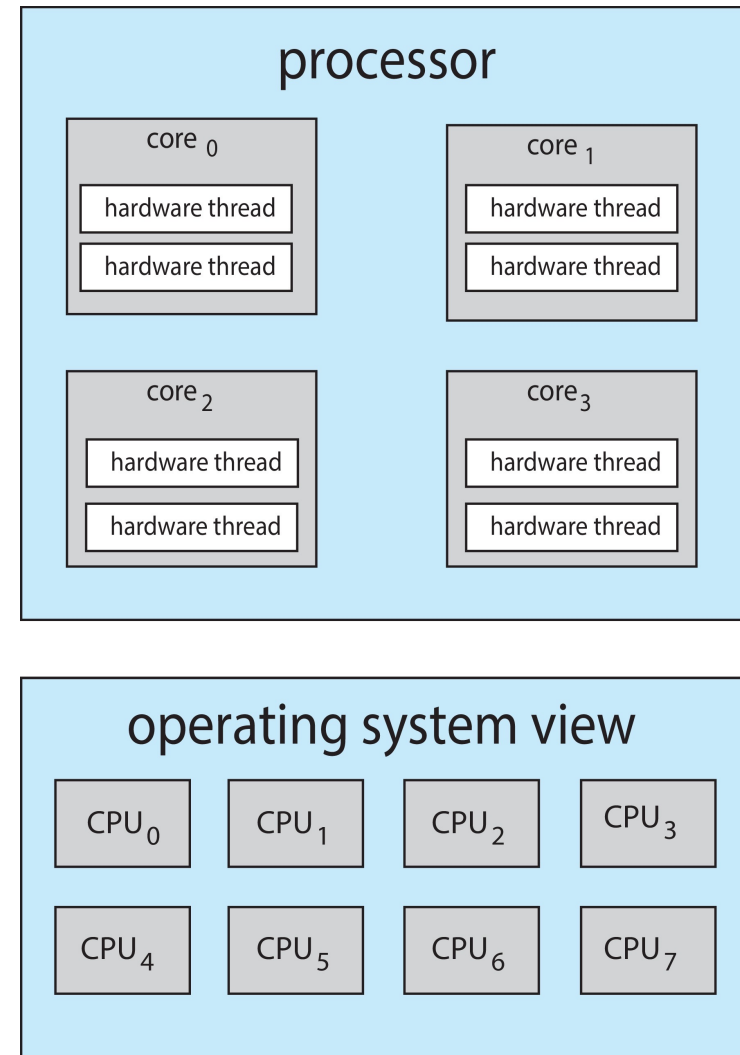 processor
core 0
core 1
hardware thread
hardware thread
hardware thread
hardware thread
core 2
core3
hardware thread
hardware thread
hardware thread
hardware thread
operating system view
CPU0
CPU1
CPU2
CPU3
CPU4
CPU5
CPU6
CPU7